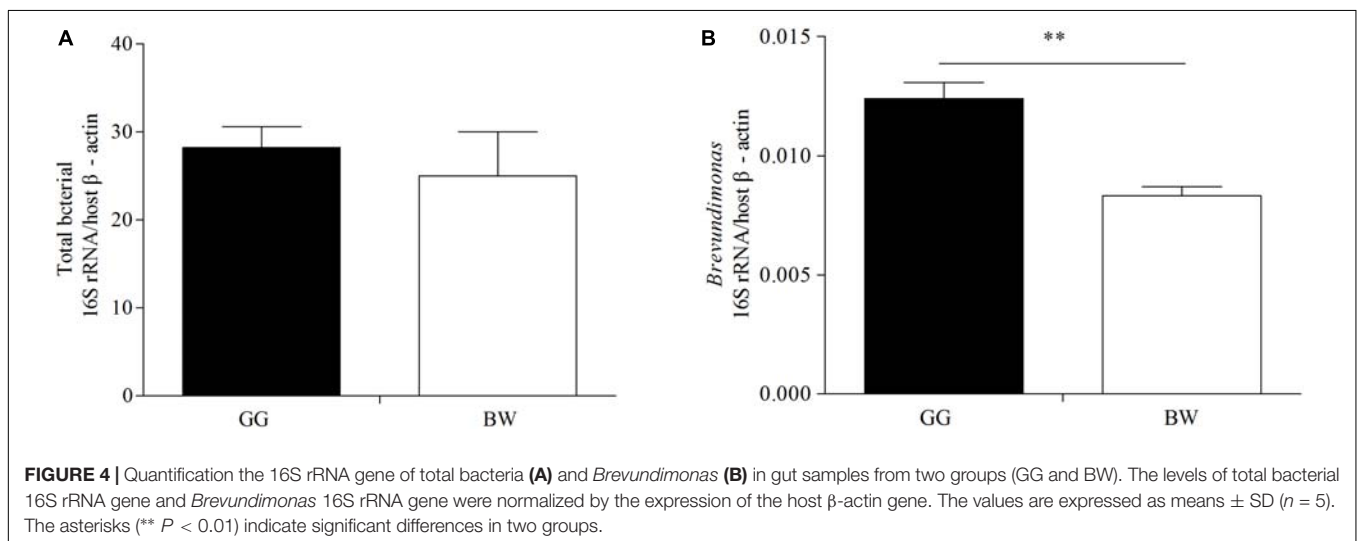 A
40
30
20
10
0
Total bcterial
16S rRNA/host β - actin
GG
BW
B
**
0.015
0.010
0.005
0.000
Brevundimonas
16S rRNA/host β - actin
GG
BW
FIGURE 4 | Quantification the 16S rRNA gene of total bacteria (A) and Brevundimonas (B) in gut samples from two groups (GG and BW). The levels of total bacterial
16S rRNA gene and Brevundimonas 16S rRNA gene were normalized by the expression of the host β-actin gene. The values are expressed as means ± SD (n = 5).
The asterisks (** P < 0.01) indicate significant differences in two groups.